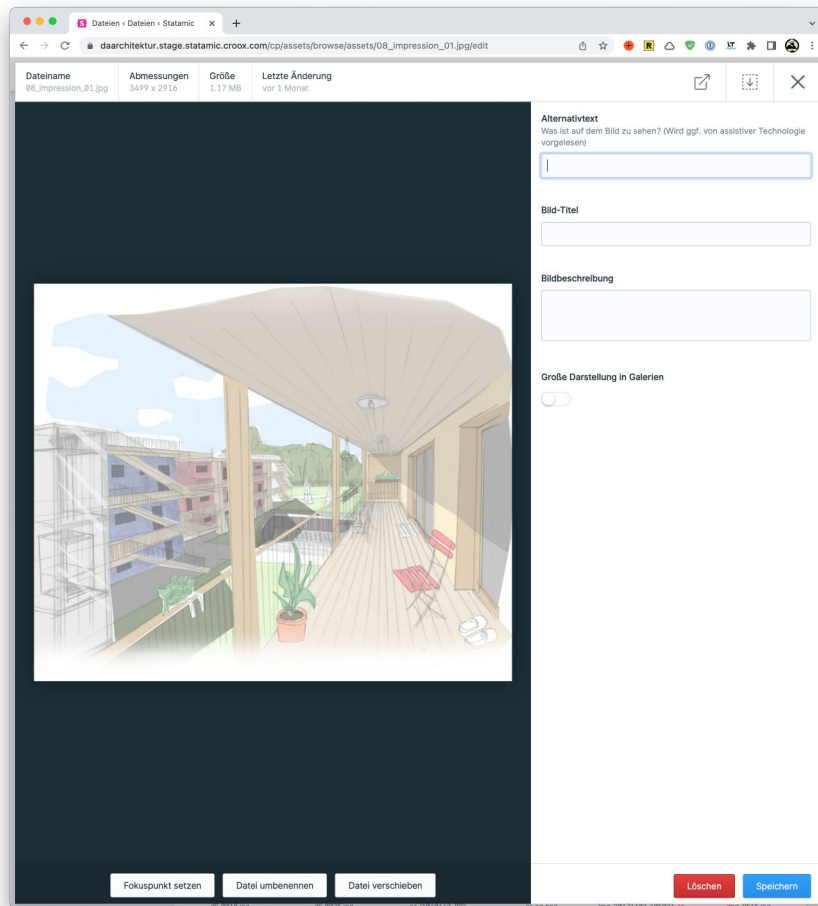 Dateien ‹ Dateien ‹ Statamic
daarchitektur.stage.statamic.croox.com/cp/assets/browse/assets/08_impression_01.jpg/edit
Dateiname
08_impression_01.jpg
Abmessungen
3499 x 2916
Größe
1.17 MB
Letzte Änderung
vor 1 Monat
Alternativtext
Was ist auf dem Bild zu sehen? (Wird ggf. von assistiver Technologie
vorgelesen)
Bild-Titel
Bildbeschreibung
Große Darstellung in Galerien
Fokuspunkt setzen
Datei umbenennen
Datei verschieben
Löschen
Speichern